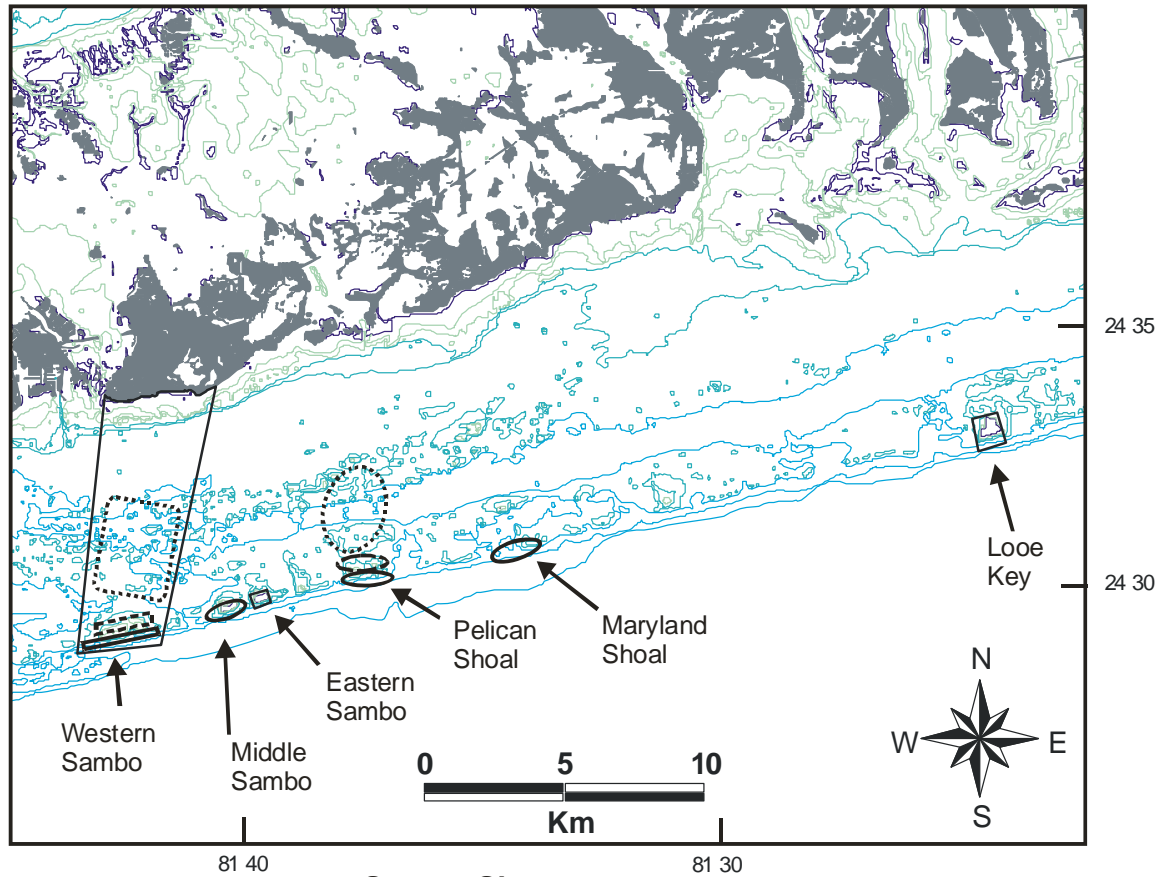 24 35
Looe
Key
24 30
Maryland
Shoal
Pelican
Shoal
Eastern
Sambo
Western
Sambo
Middle
Sambo
N
W
E
S
0
5
10
Km
81 40
81 30